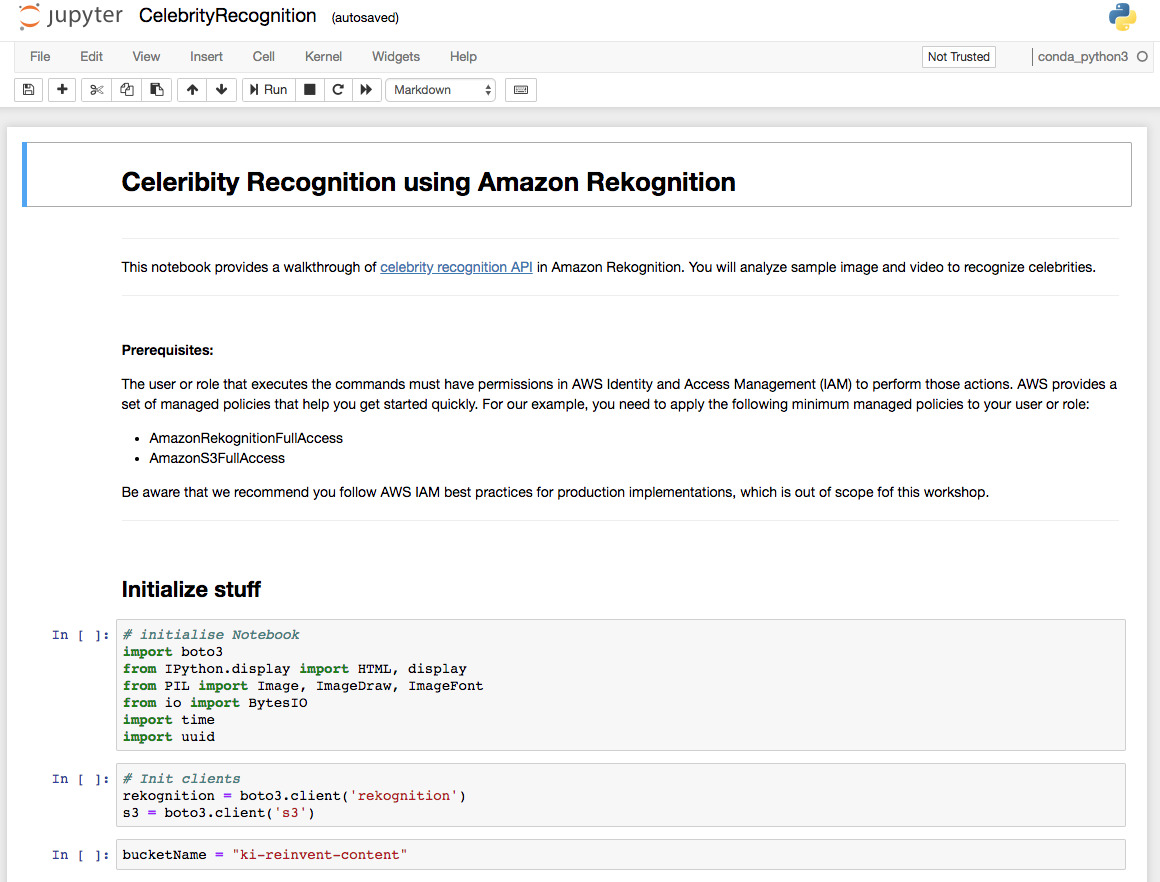 jupyter CelebrityRecognition (autosaved)
File Edit View Insert Cell Kernel Widgets Help Not Trusted conda_python3
Run Markdown
Celeribity Recognition using Amazon Rekognition
This notebook provides a walkthrough of celebrity recognition API in Amazon Rekognition. You will analyze sample image and video to recognize celebrities.
Prerequisites:
The user or role that executes the commands must have permissions in AWS Identity and Access Management (IAM) to perform those actions. AWS provides a
set of managed policies that help you get started quickly. For our example, you need to apply the following minimum managed policies to your user or role:
• AmazonRekognitionFullAccess
• AmazonS3FullAccess
Be aware that we recommend you follow AWS IAM best practices for production implementations, which is out of scope fof this workshop.
Initialize stuff
In [ ]: # initialise Notebook
import boto3
from IPython.display import HTML, display
from PIL import Image, ImageDraw, ImageFont
from io import BytesIO
import time
import uuid
In [ ]: # Init clients
rekognition = boto3.client('rekognition')
s3 = boto3.client('s3')
In [ ]: bucketName = "ki-reinvent-content"